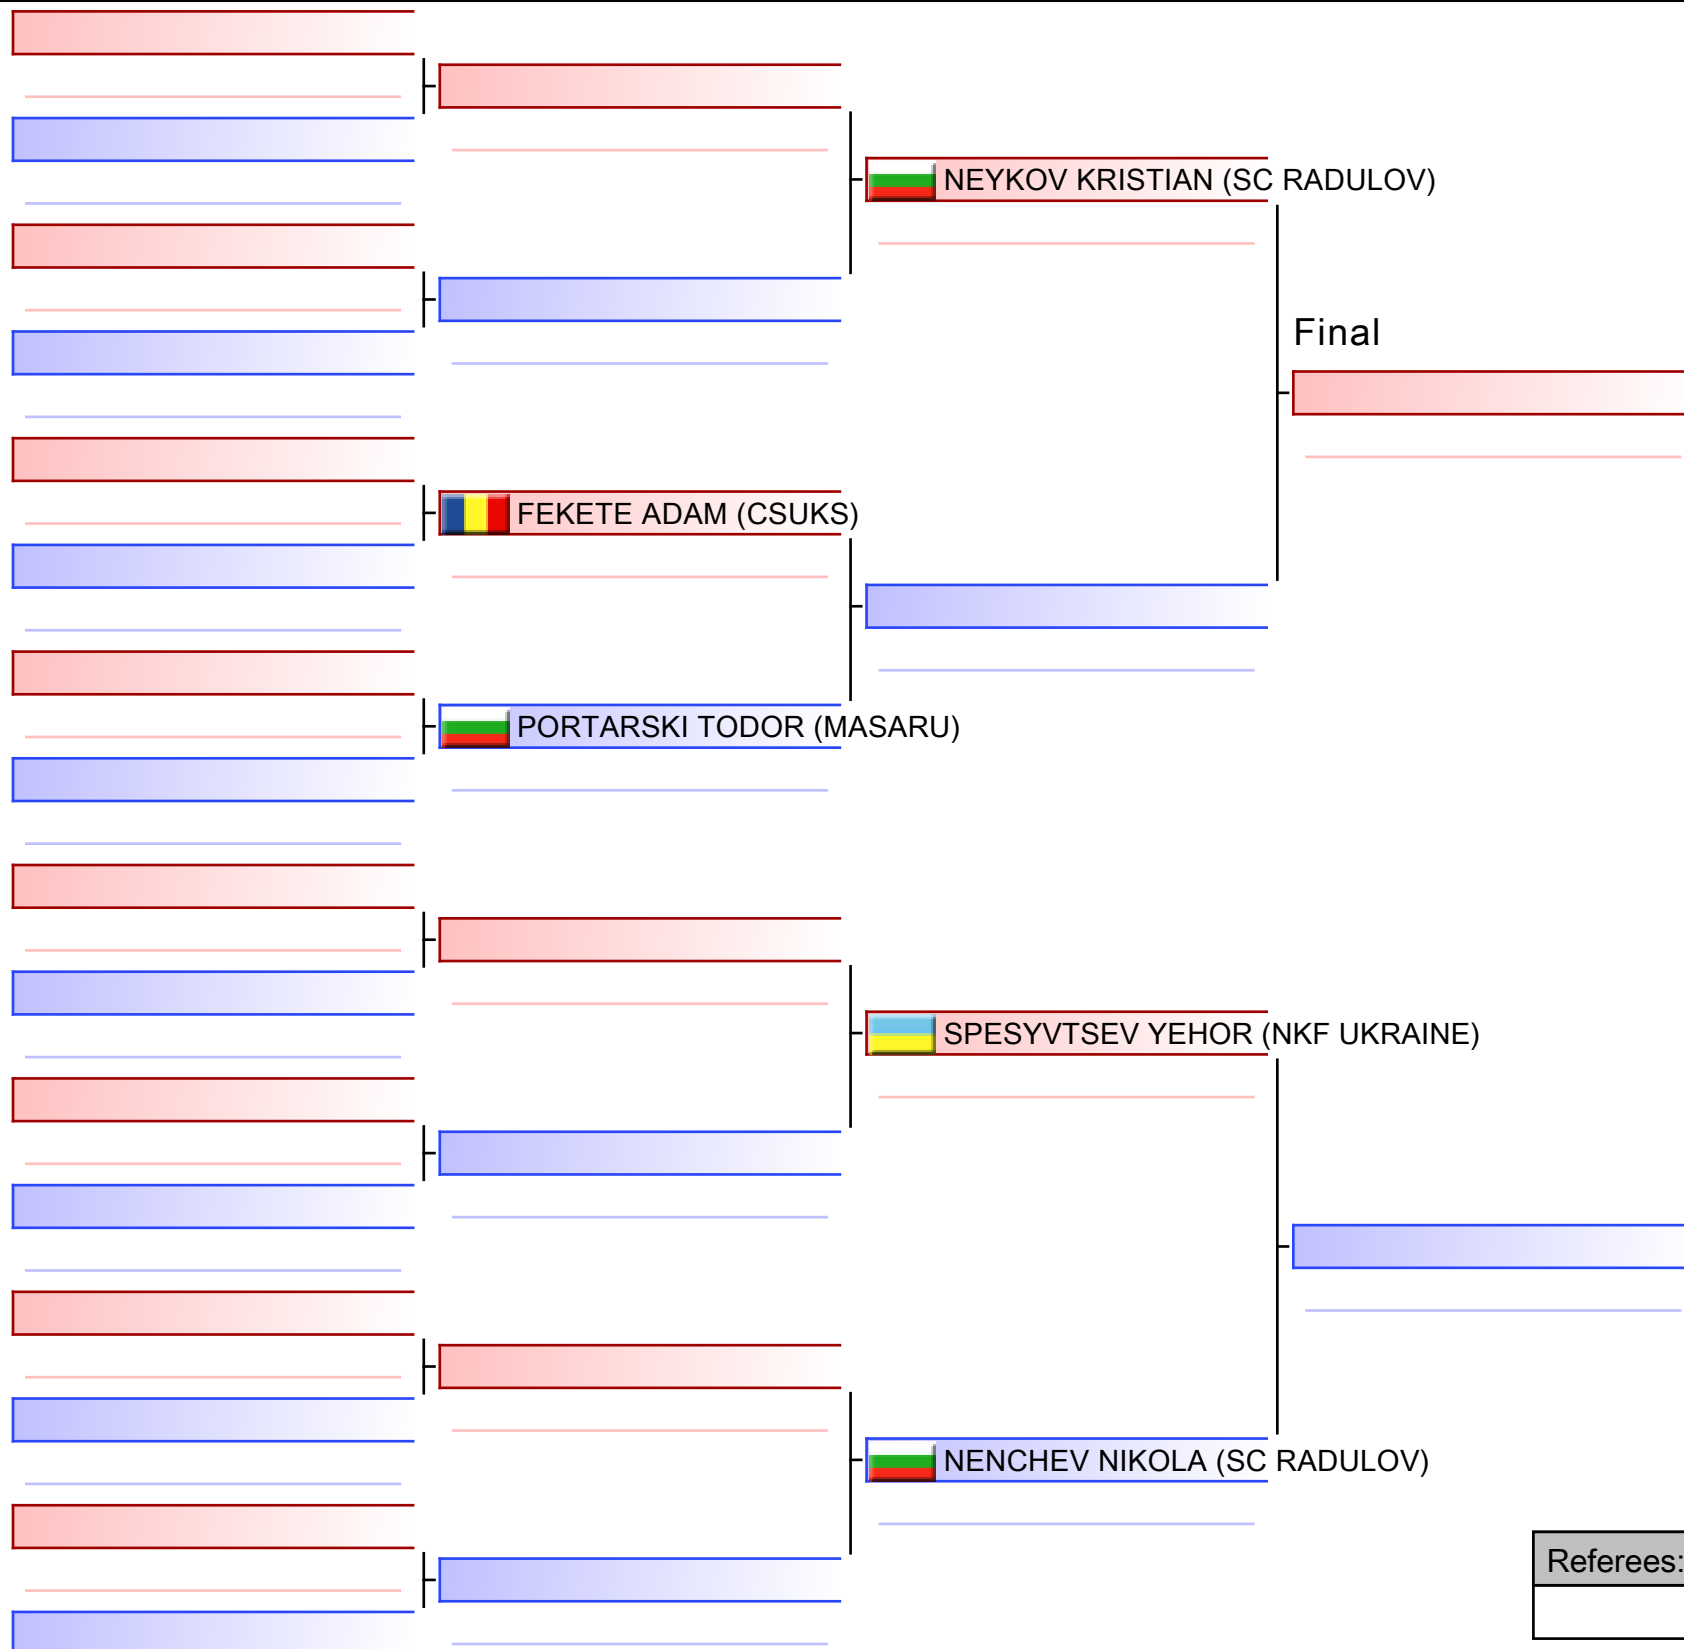 NEYKOV KRISTIAN (SC RADULOV)
Final
FEKETE ADAM (CSUKS)
PORTARSKI TODOR (MASARU)
SPESYVTSEV YEHOR (NKF UKRAINE)
NENCHEV NIKOLA (SC RADULOV)
Referees: